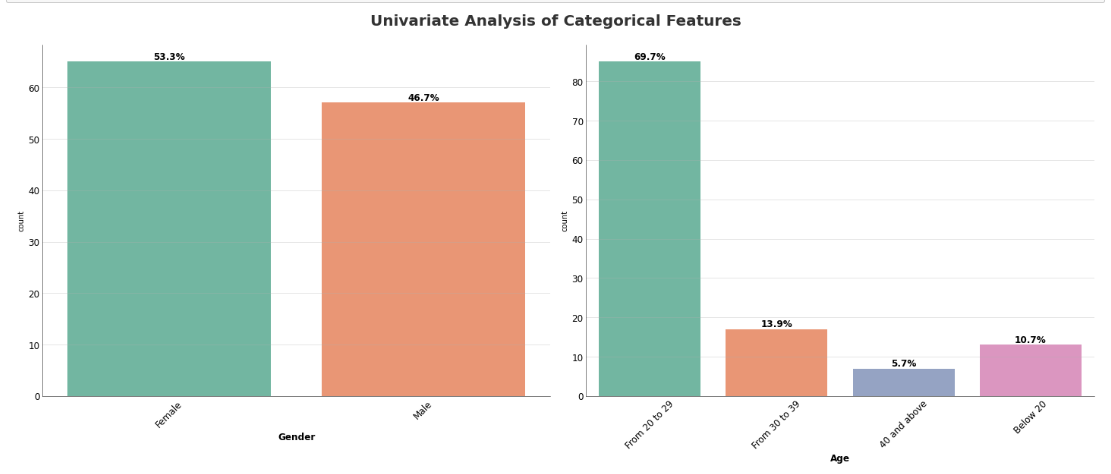 Univariate Analysis of Categorical Features
53.3%
46.7%
60
50
40
30
20
10
0
count
Female
Male
Gender
69.7%
13.9%
5.7%
10.7%
80
70
60
50
40
30
20
10
0
count
From 20 to 29
From 30 to 39
40 and above
Below 20
Age